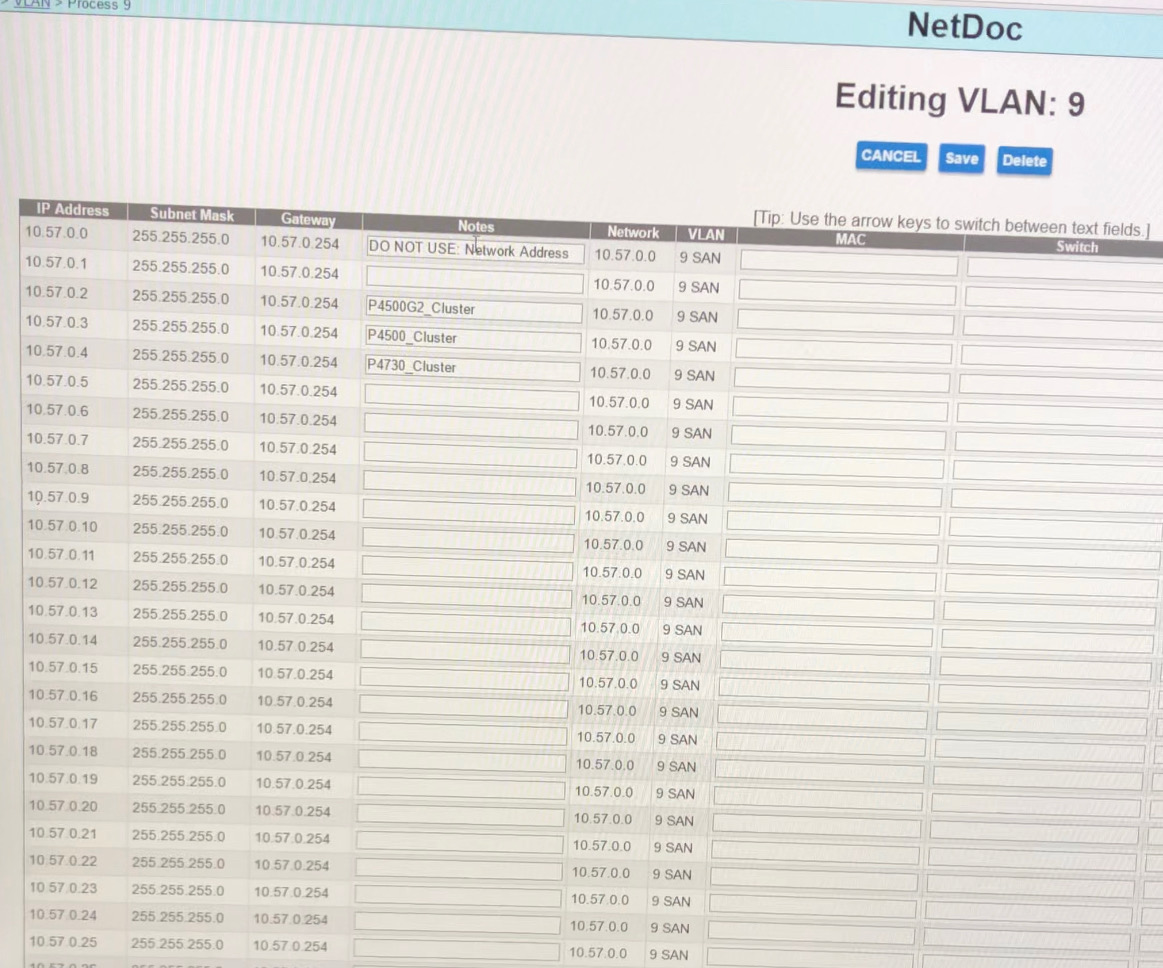 > VLAN > Process 9
NetDoc
Editing VLAN: 9
CANCEL Save Delete
[Tip: Use the arrow keys to switch between text fields.]
IP Address Subnet Mask Gateway Notes Network VLAN MAC Switch
10.57.0.0 255.255.255.0 10.57.0.254 DO NOT USE: Network Address 10.57.0.0 9 SAN
10.57.0.1 255.255.255.0 10.57.0.254 10.57.0.0 9 SAN
10.57.0.2 255.255.255.0 10.57.0.254 P4500G2_Cluster 10.57.0.0 9 SAN
10.57.0.3 255.255.255.0 10.57.0.254 P4500_Cluster 10.57.0.0 9 SAN
10.57.0.4 255.255.255.0 10.57.0.254 P4730_Cluster 10.57.0.0 9 SAN
10.57.0.5 255.255.255.0 10.57.0.254 10.57.0.0 9 SAN
10.57.0.6 255.255.255.0 10.57.0.254 10.57.0.0 9 SAN
10.57.0.7 255.255.255.0 10.57.0.254 10.57.0.0 9 SAN
10.57.0.8 255.255.255.0 10.57.0.254 10.57.0.0 9 SAN
10.57.0.9 255.255.255.0 10.57.0.254 10.57.0.0 9 SAN
10.57.0.10 255.255.255.0 10.57.0.254 10.57.0.0 9 SAN
10.57.0.11 255.255.255.0 10.57.0.254 10.57.0.0 9 SAN
10.57.0.12 255.255.255.0 10.57.0.254 10.57.0.0 9 SAN
10.57.0.13 255.255.255.0 10.57.0.254 10.57.0.0 9 SAN
10.57.0.14 255.255.255.0 10.57.0.254 10.57.0.0 9 SAN
10.57.0.15 255.255.255.0 10.57.0.254 10.57.0.0 9 SAN
10.57.0.16 255.255.255.0 10.57.0.254 10.57.0.0 9 SAN
10.57.0.17 255.255.255.0 10.57.0.254 10.57.0.0 9 SAN
10.57.0.18 255.255.255.0 10.57.0.254 10.57.0.0 9 SAN
10.57.0.19 255.255.255.0 10.57.0.254 10.57.0.0 9 SAN
10.57.0.20 255.255.255.0 10.57.0.254 10.57.0.0 9 SAN
10.57.0.21 255.255.255.0 10.57.0.254 10.57.0.0 9 SAN
10.57.0.22 255.255.255.0 10.57.0.254 10.57.0.0 9 SAN
10.57.0.23 255.255.255.0 10.57.0.254 10.57.0.0 9 SAN
10.57.0.24 255.255.255.0 10.57.0.254 10.57.0.0 9 SAN
10.57.0.25 255.255.255.0 10.57.0.254 10.57.0.0 9 SAN